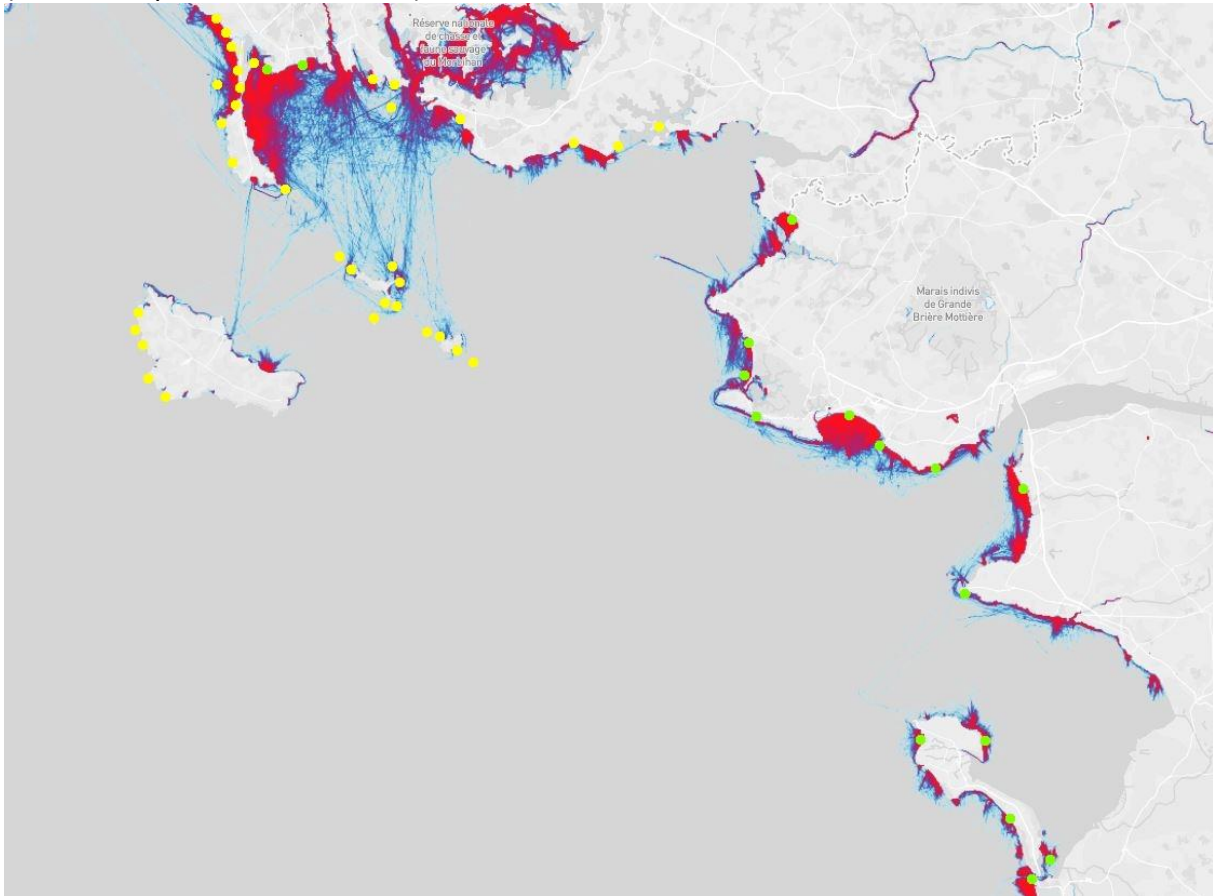 Réserve nationale
de chasse et
faune sauvage
du Morbihan
Marais indivis
de Grande
Brière Mottière